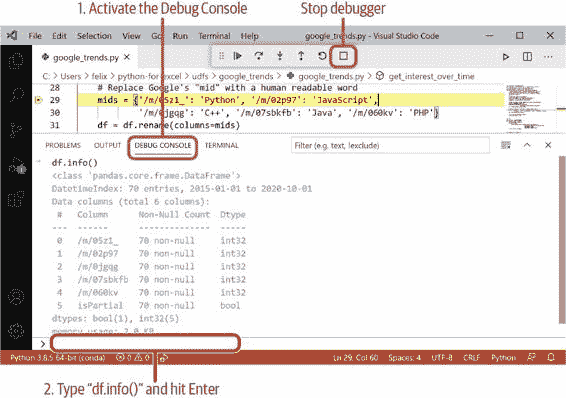 1. Activate the Debug Console
Stop debugger
Go Run Terminal Help
google_trends.py - Visual Studio Code
google_trends.py
C: > Users > felix > python-for-excel > udfs > google_trends > google_trends.py > get_interest_over_time
28 # Replace Google's "mid" with a human readable word
29 mids = {'/m/05z1_': 'Python', '/m/02p97': 'JavaScript',
30 '/m/0jgqg': 'C++', '/m/07sbkfb': 'Java', '/m/060kv': 'PHP'}
31 df = df.rename(columns=mids)
PROBLEMS OUTPUT DEBUG CONSOLE TERMINAL
Filter (e.g. text, !exclude)
df.info()
<class 'pandas.core.frame.DataFrame'>
DatetimeIndex: 70 entries, 2015-01-01 to 2020-10-01
Data columns (total 6 columns):
# Column Non-Null Count Dtype
--- ------ -------------- -----
0 /m/05z1_ 70 non-null int32
1 /m/02p97 70 non-null int32
2 /m/0jgqg 70 non-null int32
3 /m/07sbkfb 70 non-null int32
4 /m/060kv 70 non-null int32
5 isPartial 70 non-null bool
dtypes: bool(1), int32(5)
memory usage: 2.0 KB
>
Python 3.8.5 64-bit (conda) 0 0 Ln 29, Col 60 Spaces: 4 UTF-8 CRLF Python
2. Type “df.info()“ and hit Enter